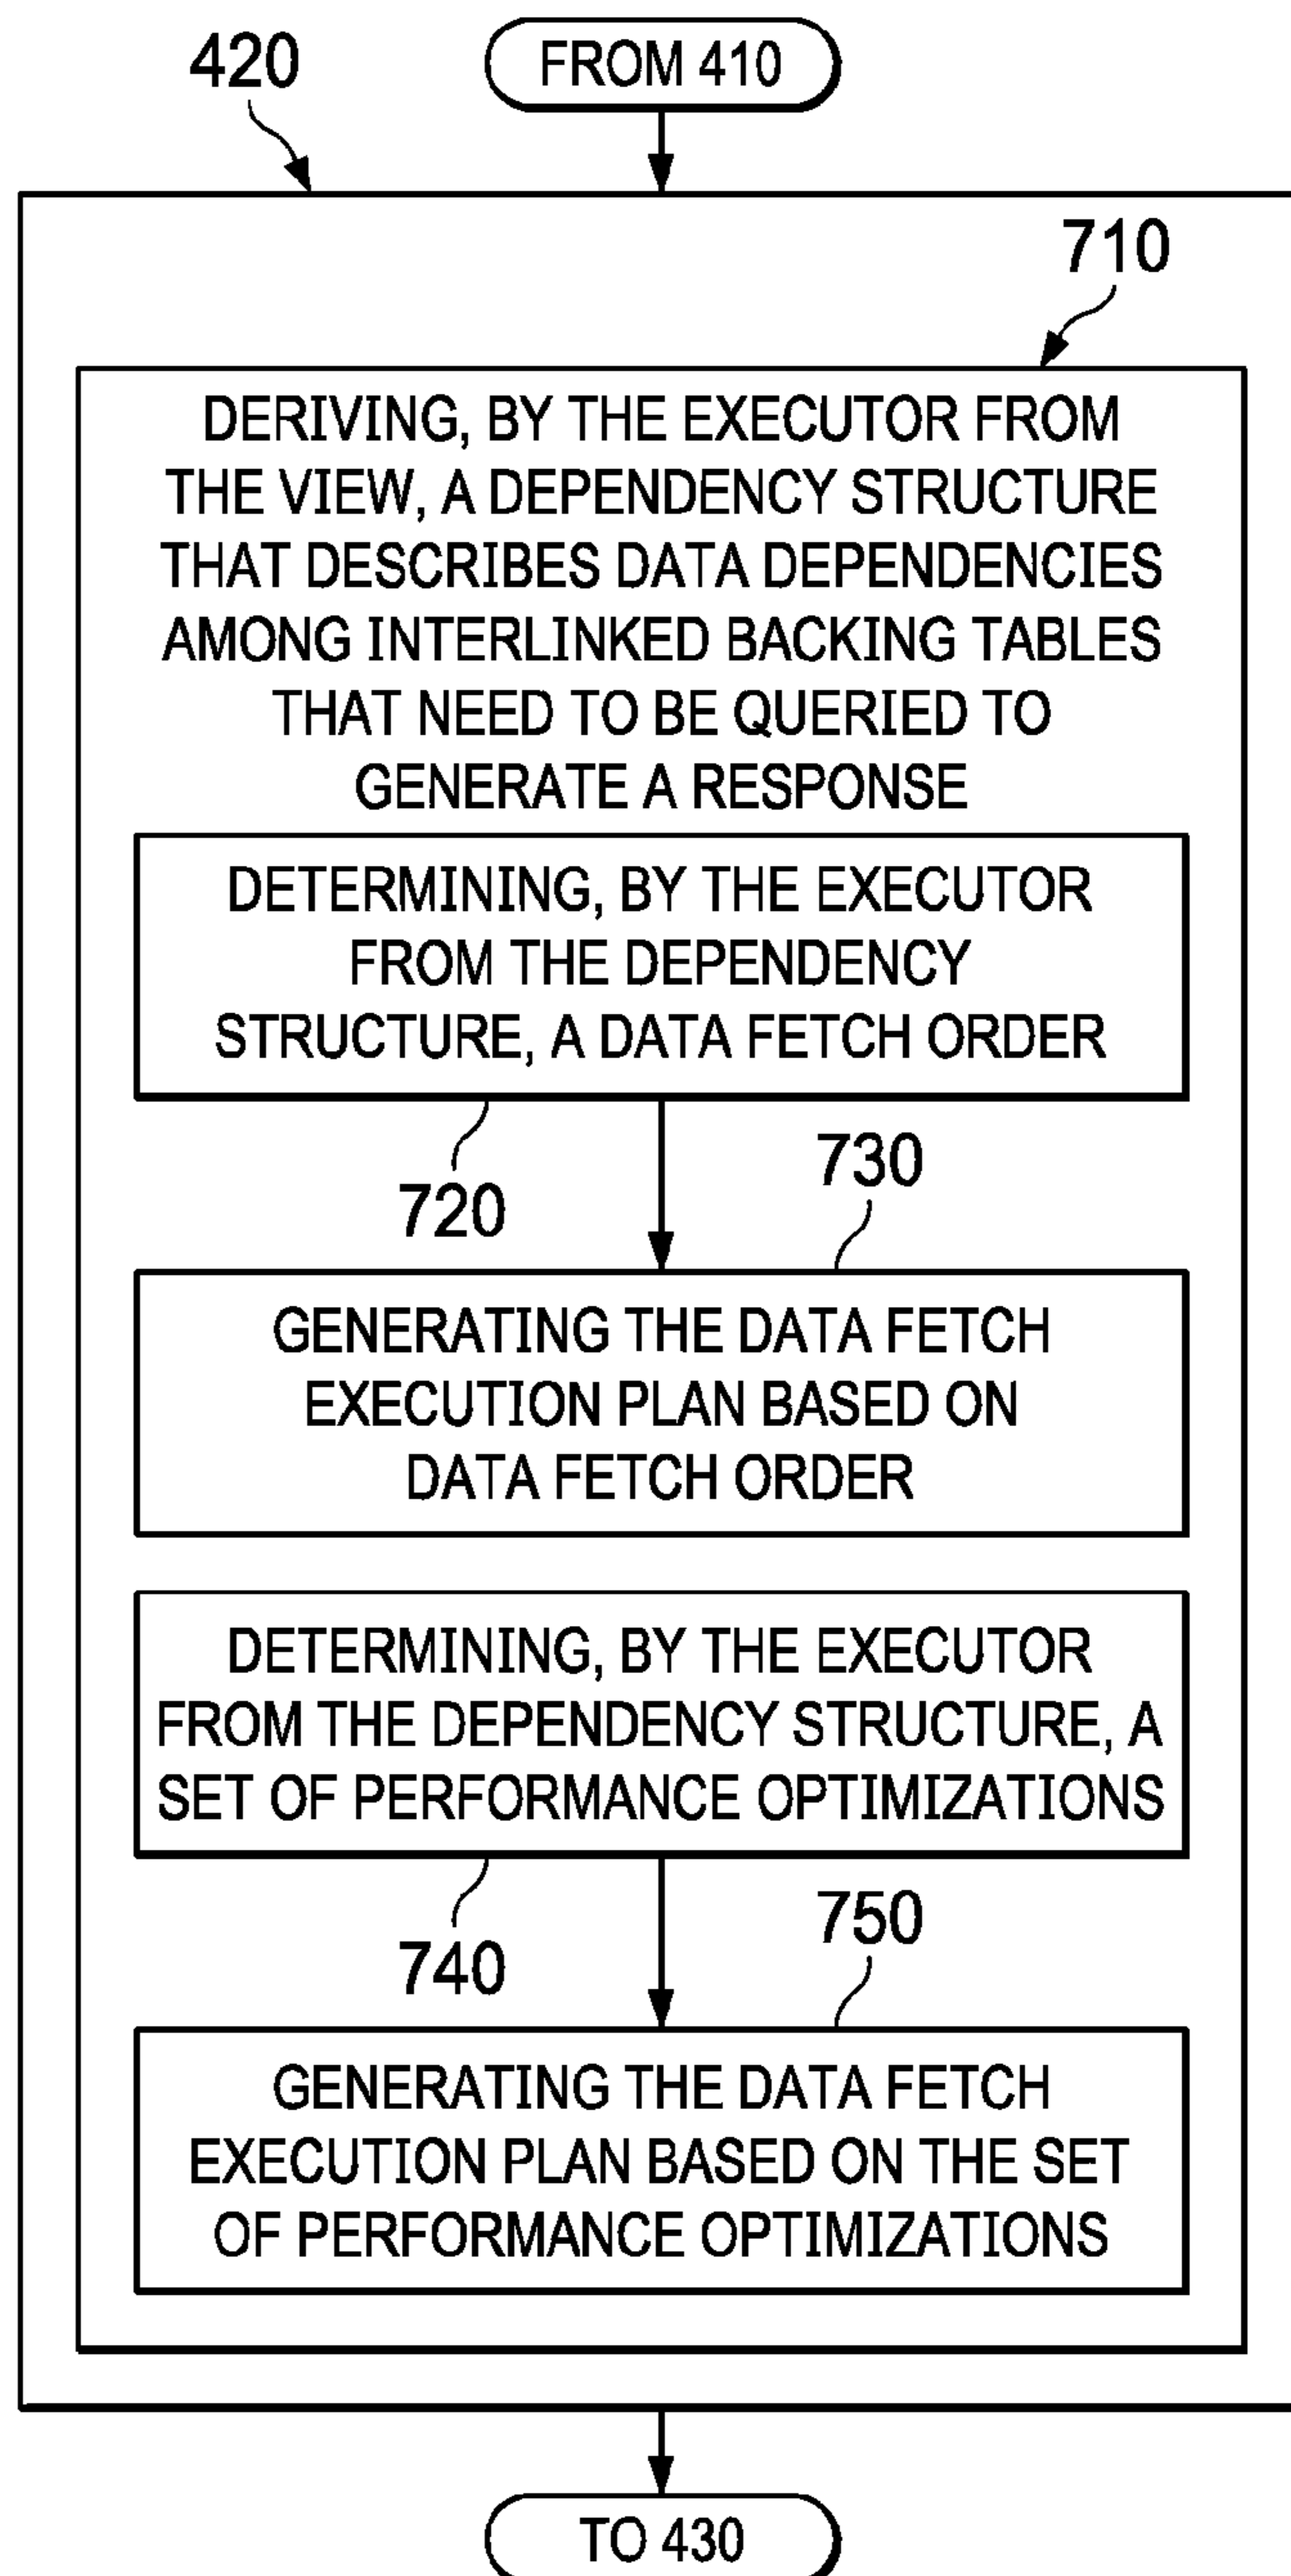 420
FROM 410
710
DERIVING, BY THE EXECUTOR FROM
THE VIEW, A DEPENDENCY STRUCTURE
THAT DESCRIBES DATA DEPENDENCIES
AMONG INTERLINKED BACKING TABLES
THAT NEED TO BE QUERIED TO
GENERATE A RESPONSE
DETERMINING, BY THE EXECUTOR
FROM THE DEPENDENCY
STRUCTURE, A DATA FETCH ORDER
720
730
GENERATING THE DATA FETCH
EXECUTION PLAN BASED ON
DATA FETCH ORDER
DETERMINING, BY THE EXECUTOR
FROM THE DEPENDENCY STRUCTURE, A
SET OF PERFORMANCE OPTIMIZATIONS
740
750
GENERATING THE DATA FETCH
EXECUTION PLAN BASED ON THE SET
OF PERFORMANCE OPTIMIZATIONS
TO 430